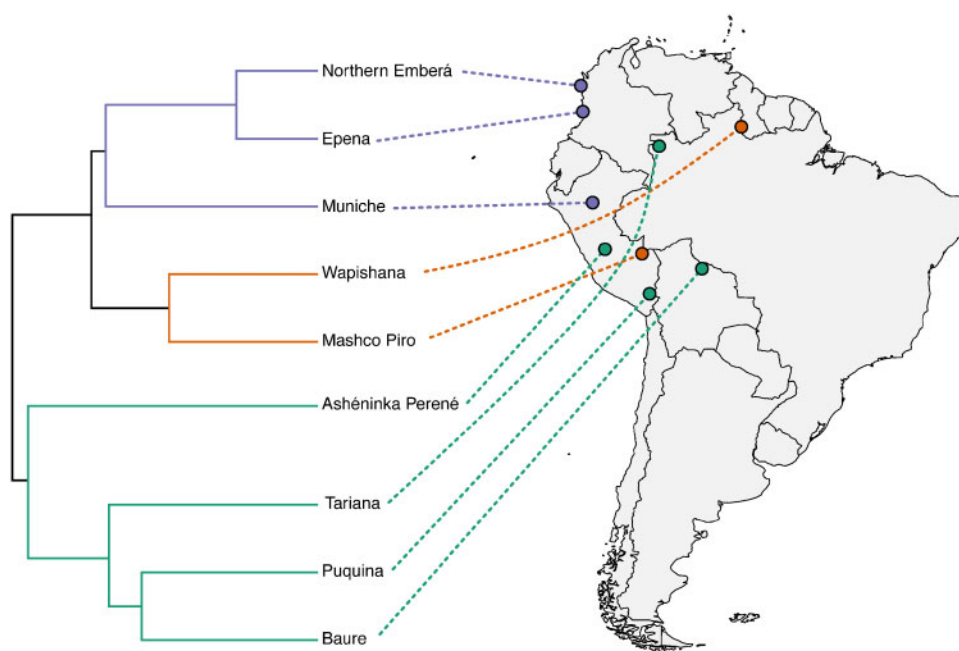 Northern Emberá
Epena
Muniche
Wapishana
Mashco Piro
Ashéninka Perené
Tariana
Puquina
Baure